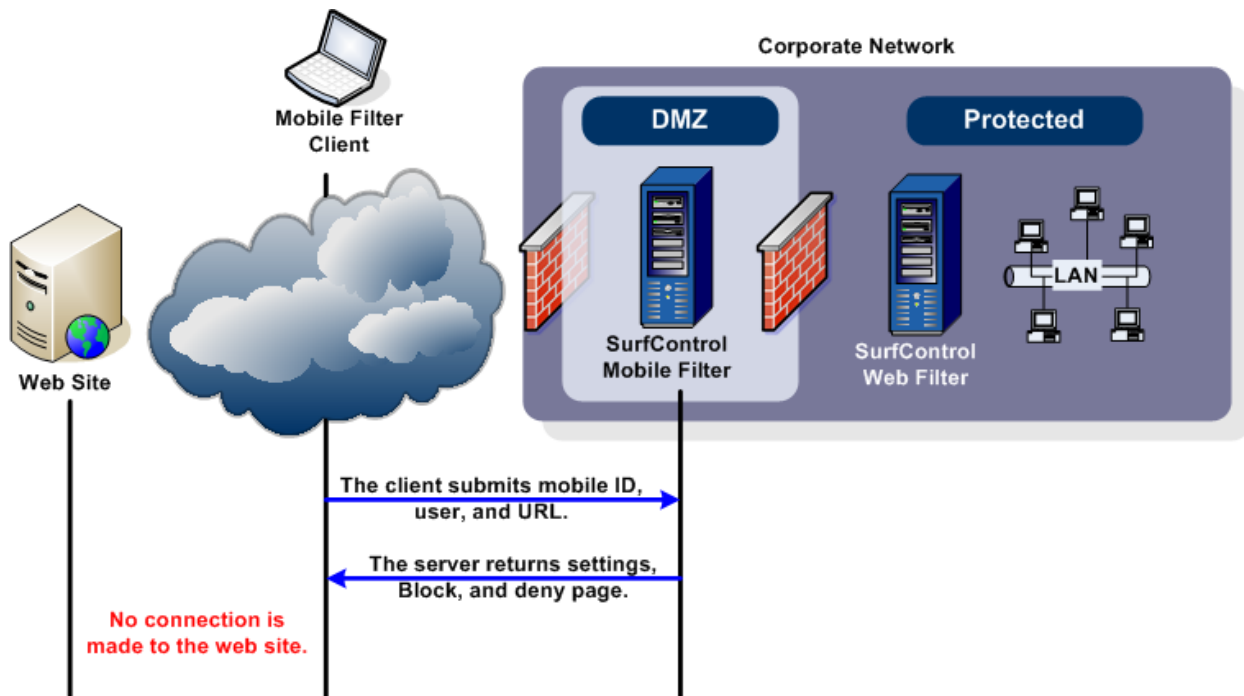 Corporate Network
Mobile Filter
Client
DMZ
Protected
LAN
SurfControl
Mobile Filter
SurfControl
Web Filter
Web Site
The client submits mobile ID,
user, and URL.
The server returns settings,
Block, and deny page.
No connection is
made to the web site.